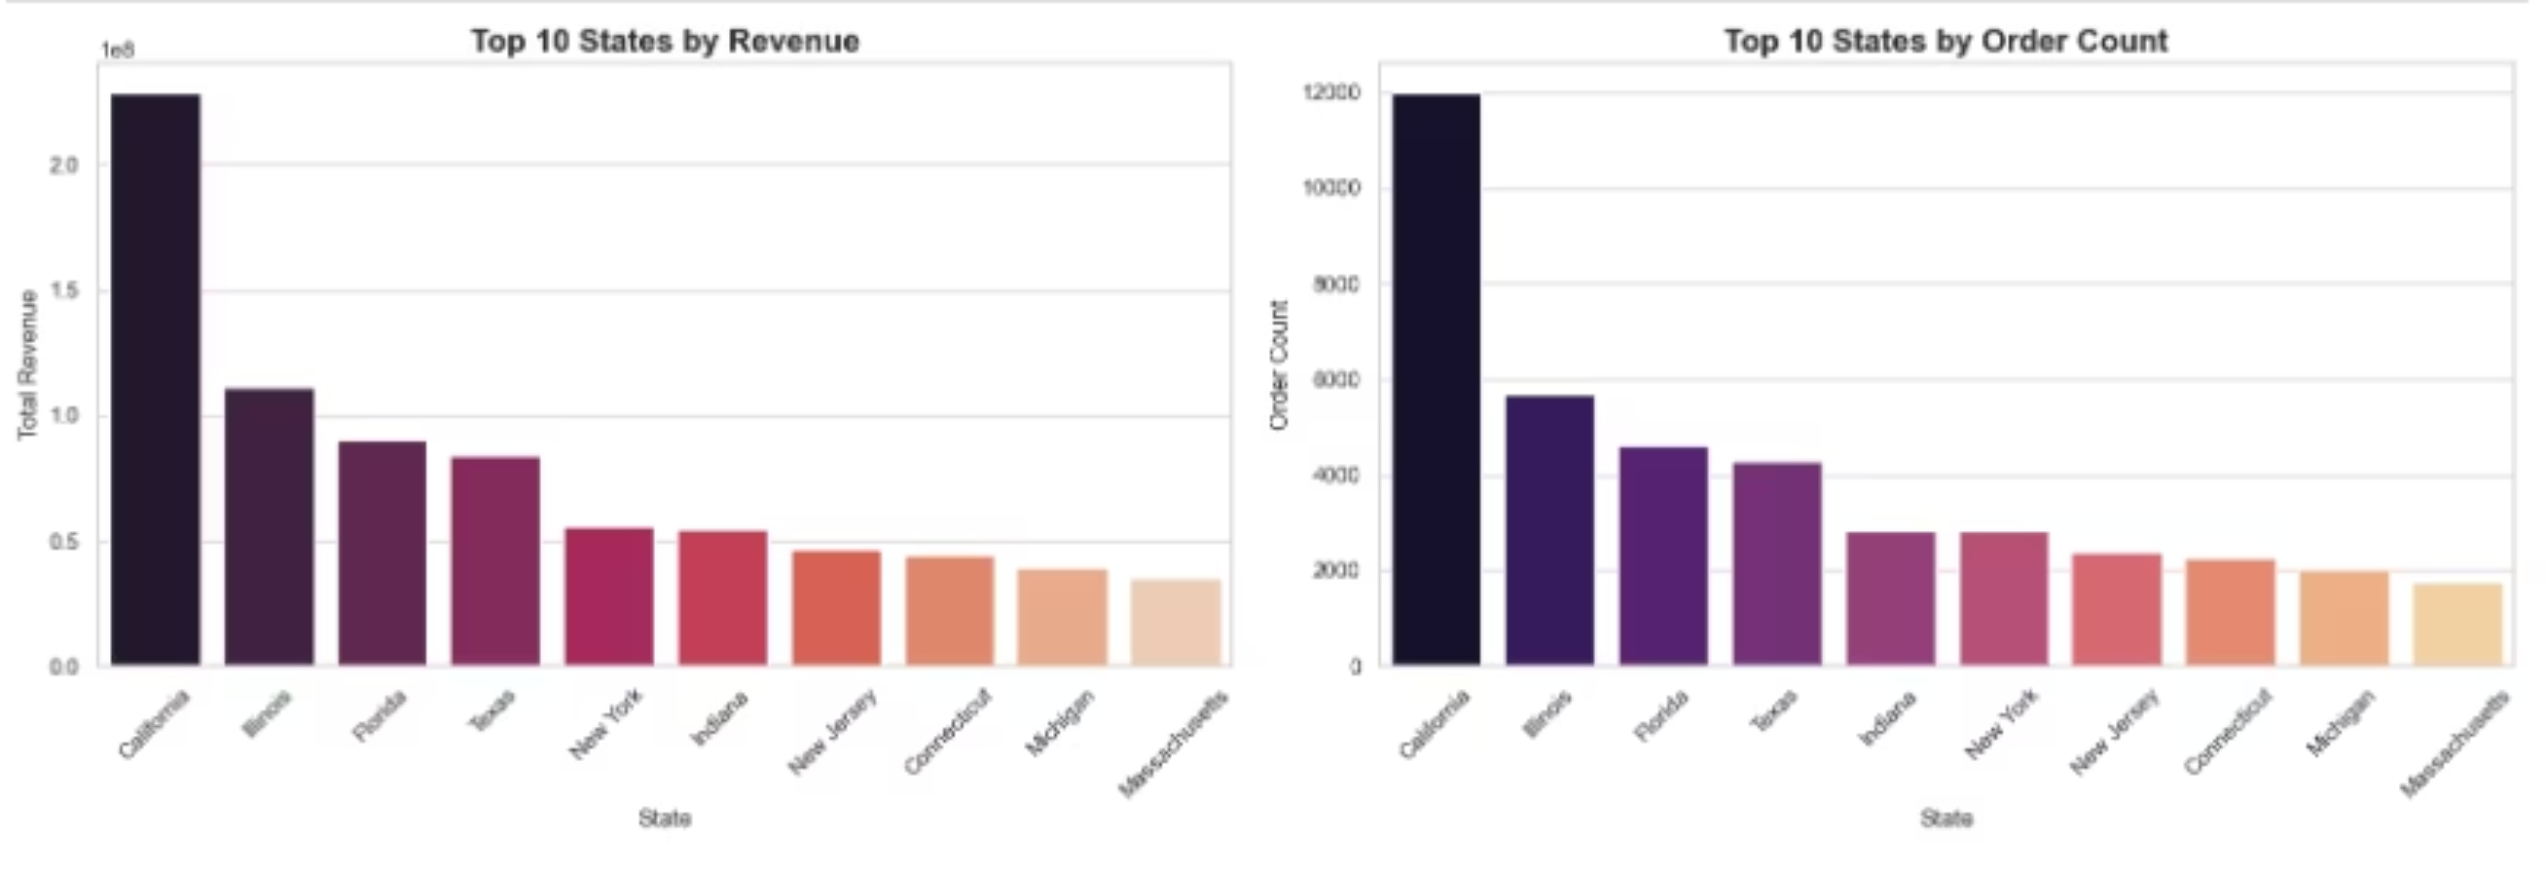 Top 10 States by Revenue
1e8
2.0
1.5
1.0
0.5
0.0
Total Revenue
California
Illinois
Florida
Texas
New York
Indiana
New Jersey
Connecticut
Michigan
Massachusetts
State
Top 10 States by Order Count
12000
10000
8000
6000
4000
2000
0
Order Count
California
Illinois
Florida
Texas
Indiana
New York
New Jersey
Connecticut
Michigan
Massachusetts
State